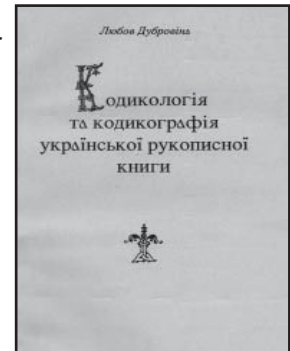 Любов Дубровіна
Кодикологія
та кодикографія
української рукописної
книги